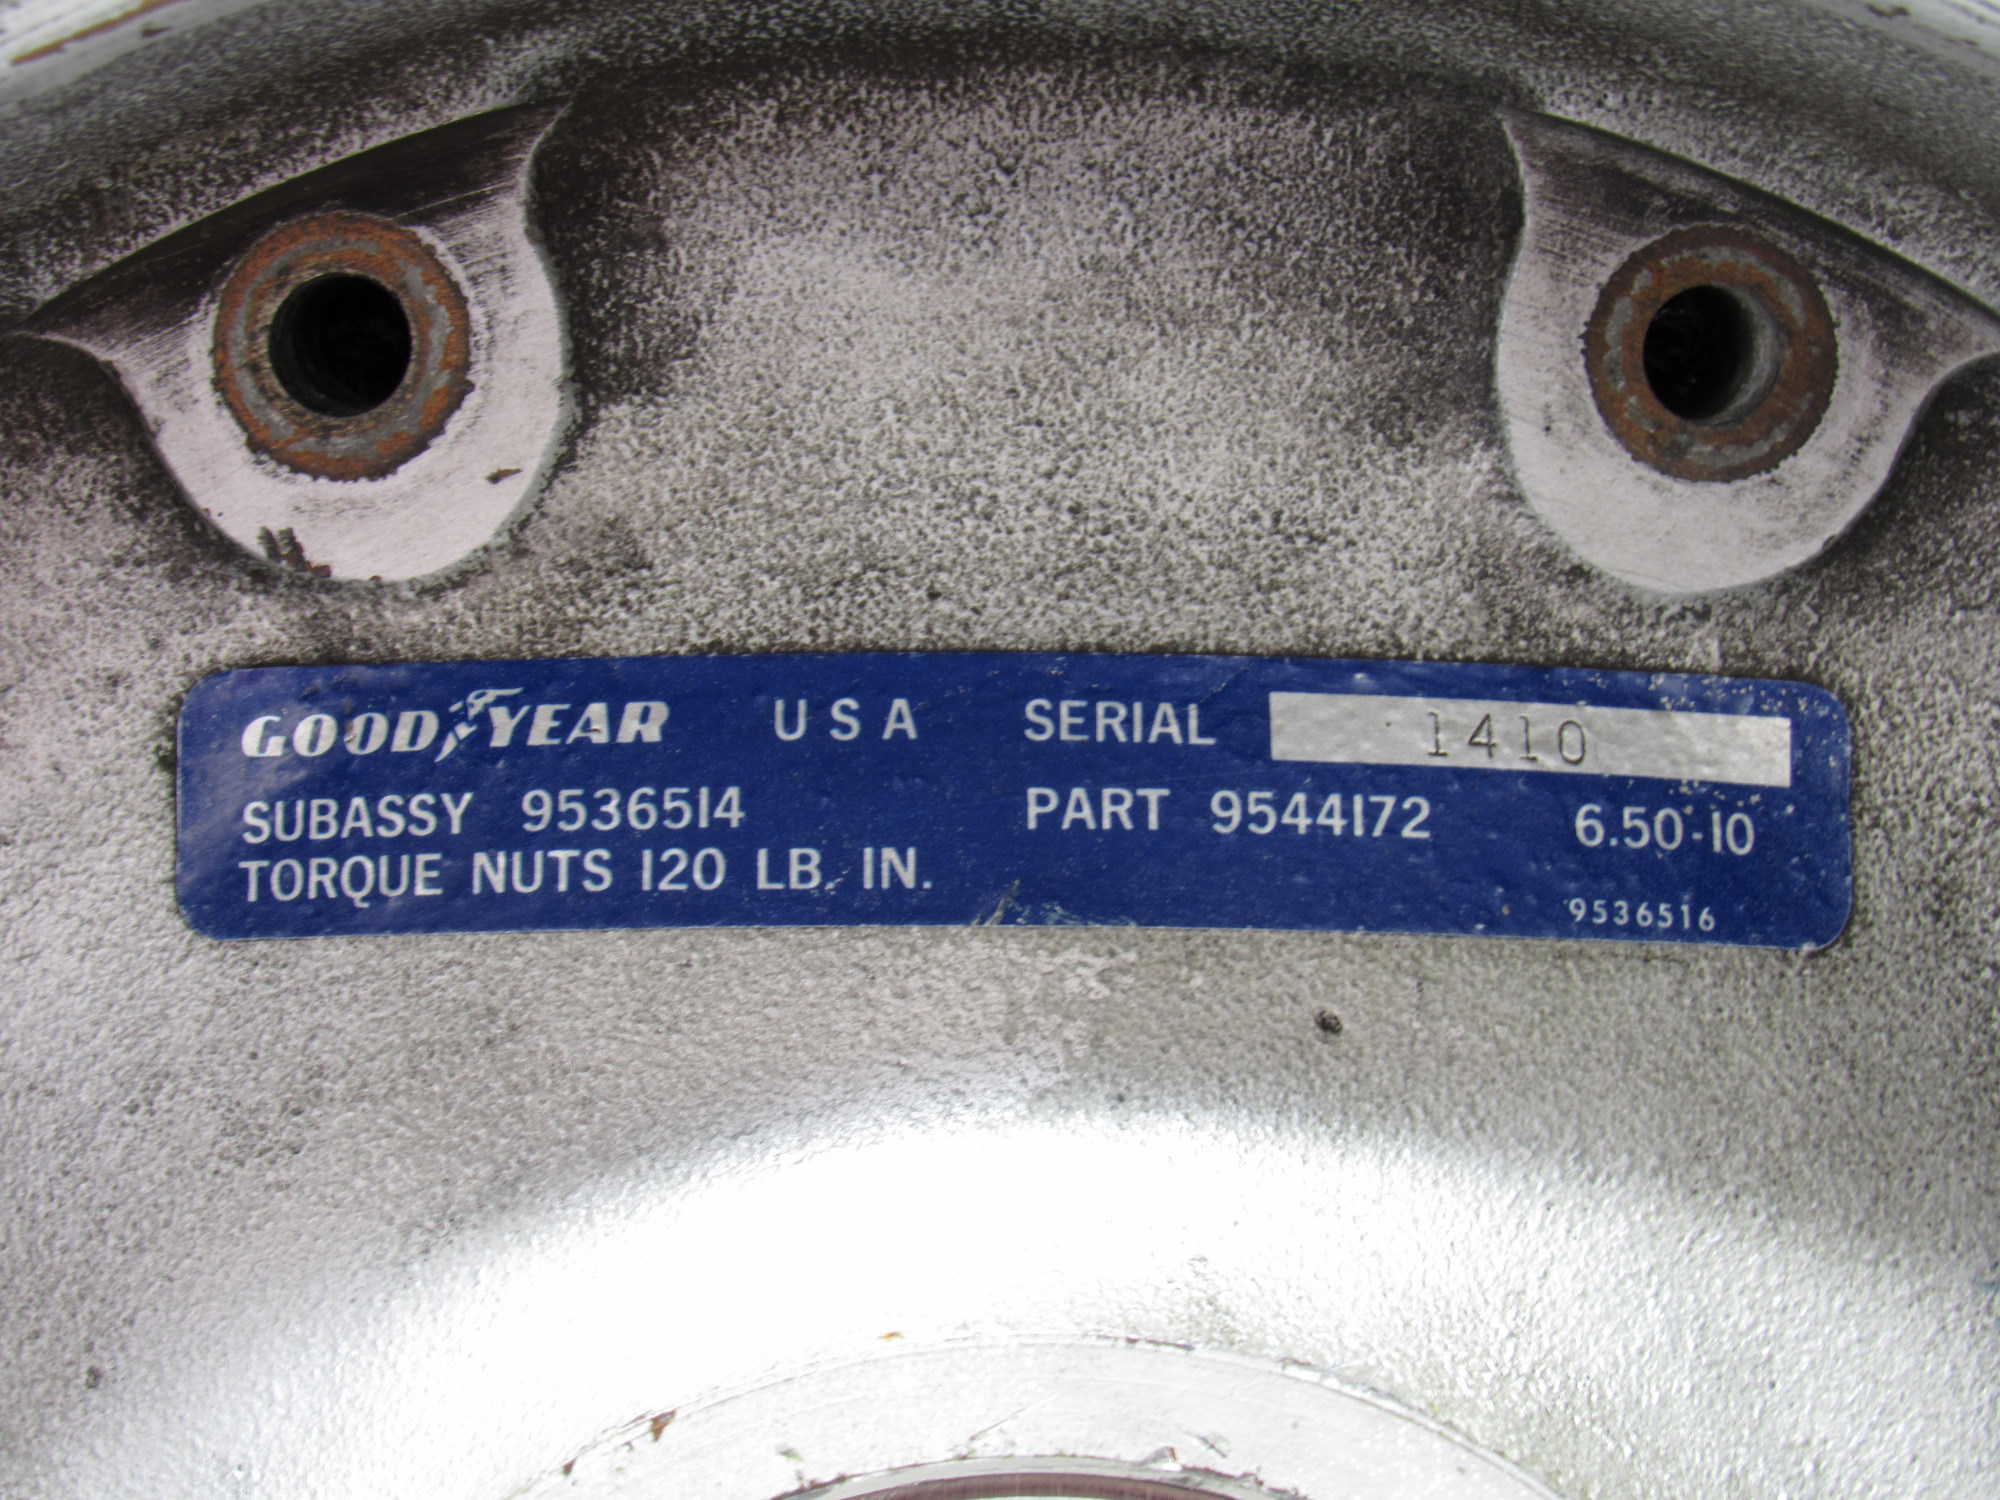 GOODYEAR USA SERIAL 1410
SUBASSY 9536514 PART 9544172 6.50-10
TORQUE NUTS 120 LB. IN.
9536516